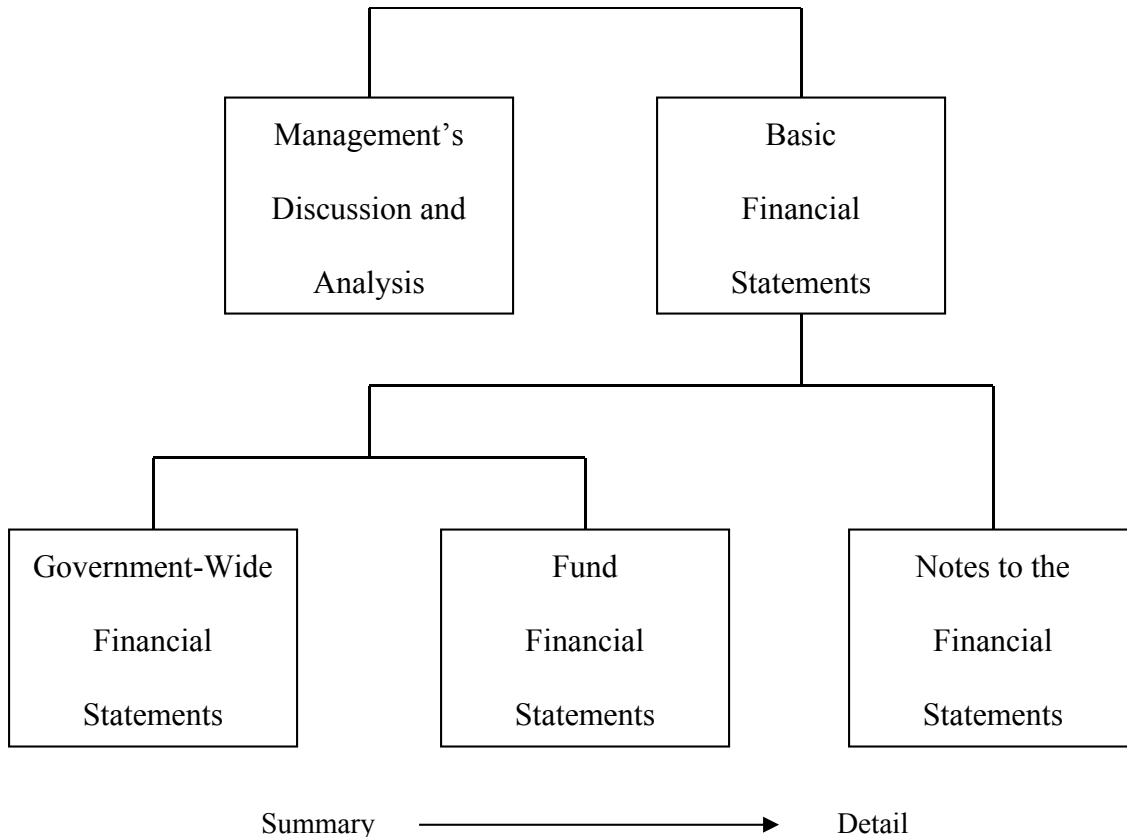 Management’s
Discussion and
Analysis
Basic
Financial
Statements
Government-Wide
Financial
Statements
Fund
Financial
Statements
Notes to the
Financial
Statements
Summary
Detail